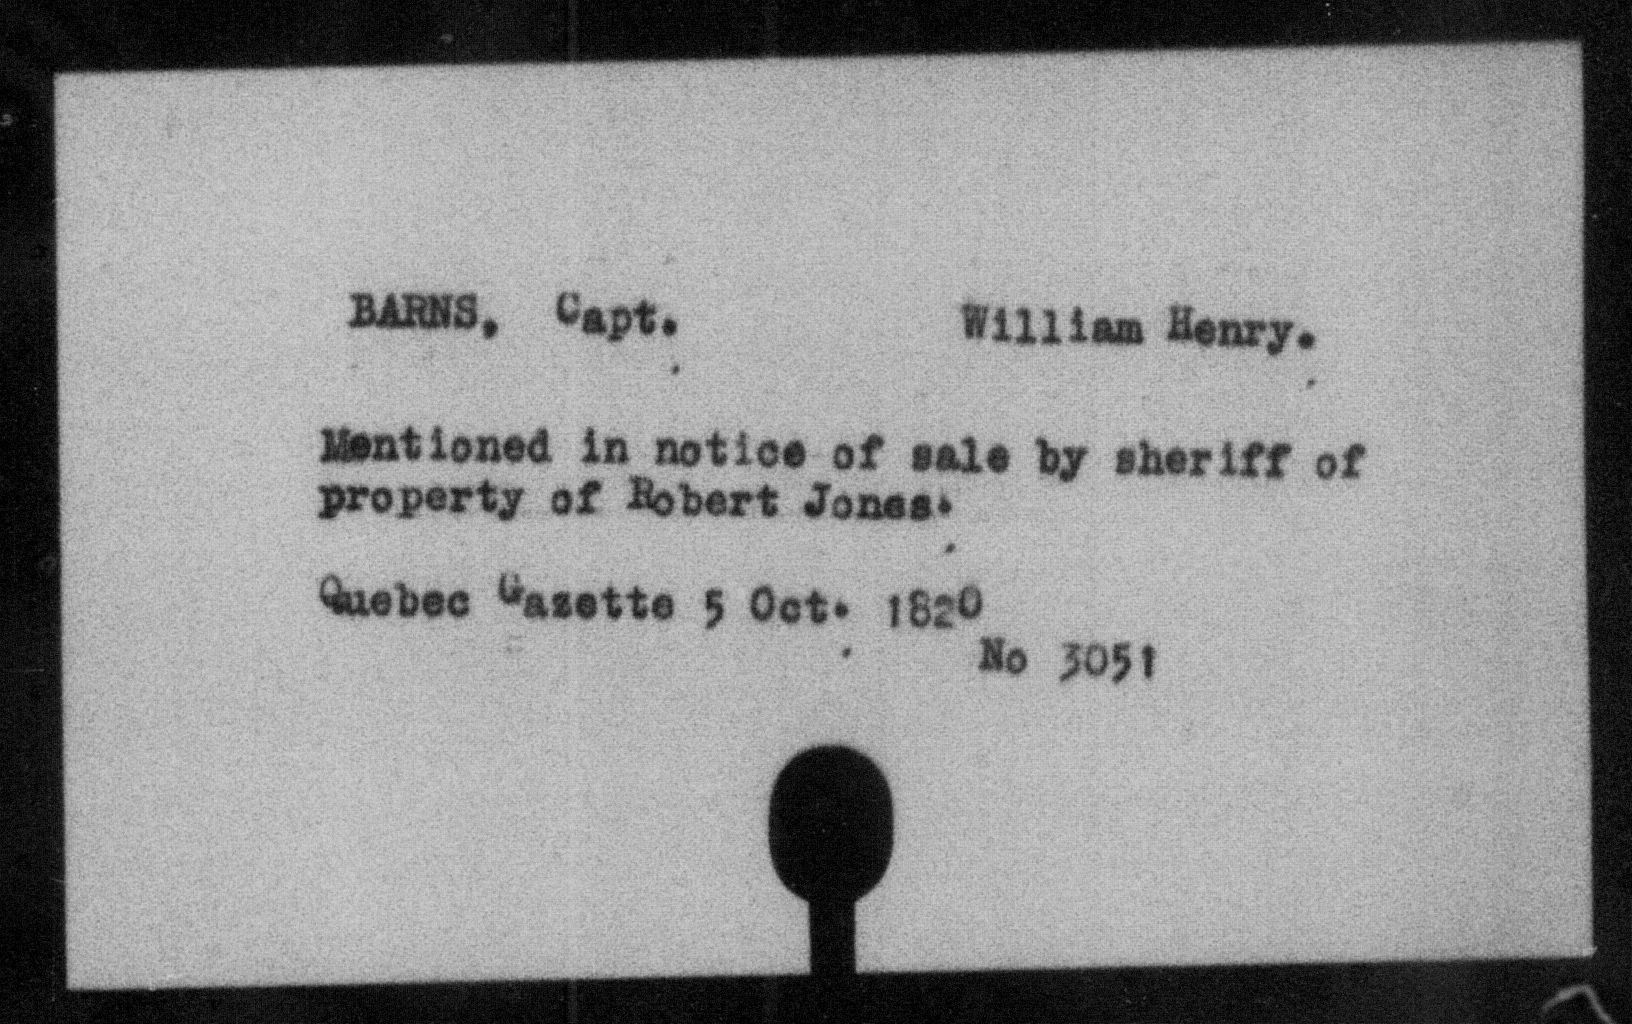 BARNS, Capt. William Henry.
Mentioned in notice of sale by sheriff of
property of Robert Jones.
Quebec Gazette 5 Oct. 1820
No 3051